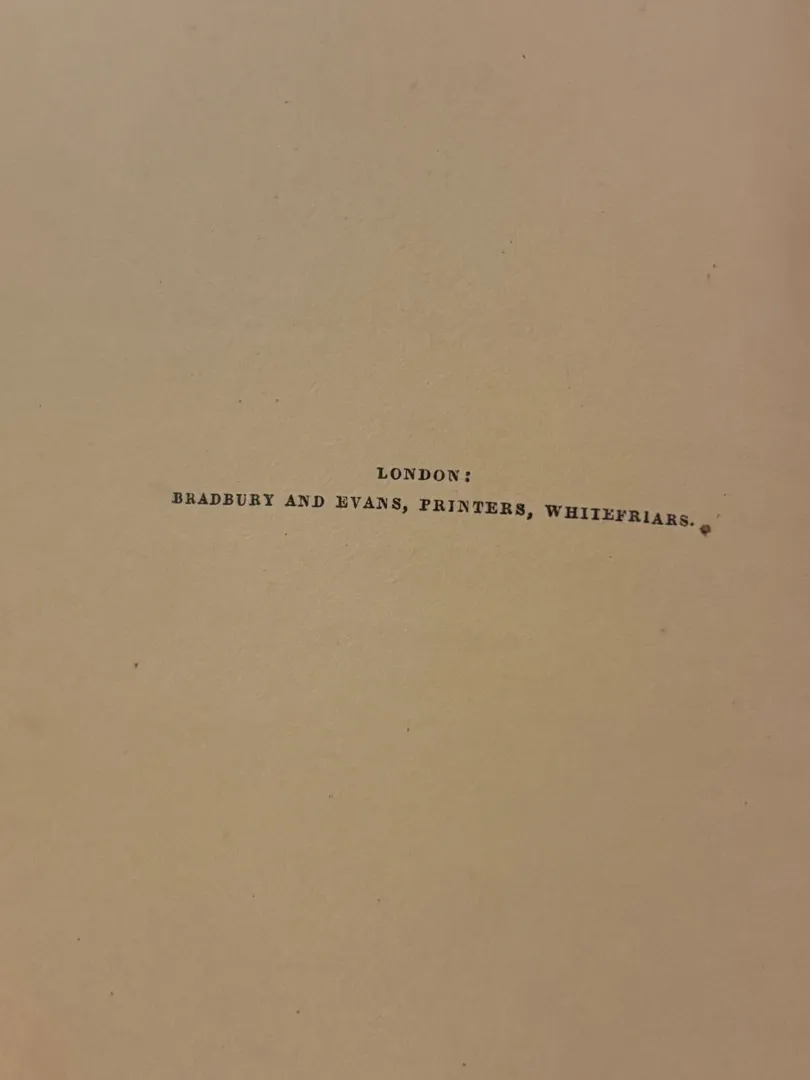 LONDON:
BRADBURY AND EVANS, PRINTERS, WHITEFRIARS.